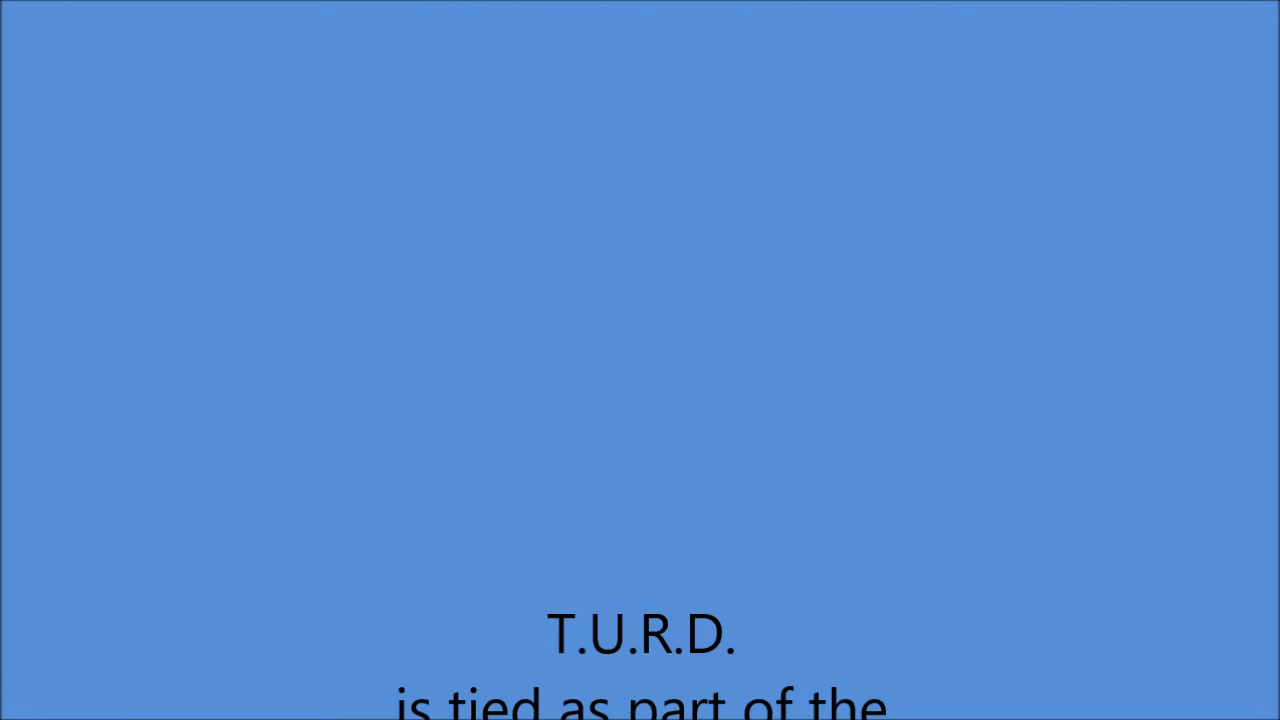 T.U.R.D.
is tied as part of the